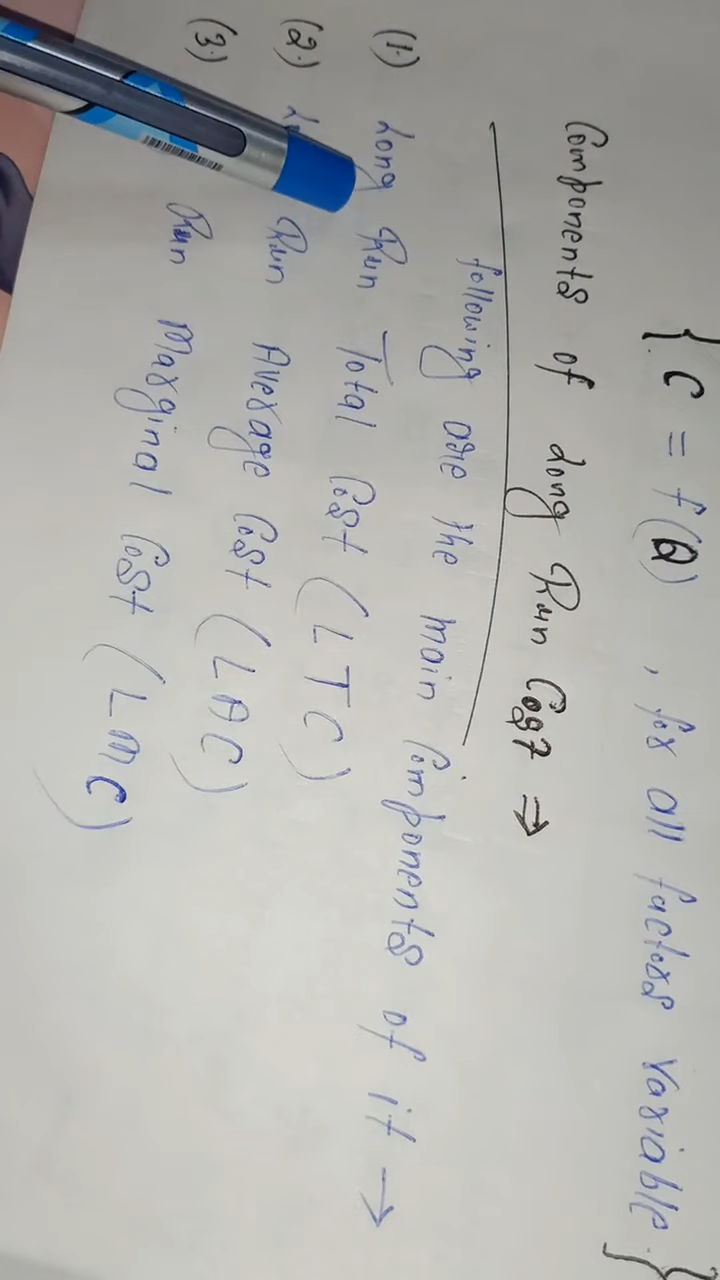 { C = f(Q) , for all factors variable }
Components of Long Run Cost ⇒
following are the main Components of it →
(1.) Long Run Total Cost (LTC)
(2.) Run Average Cost (LAC)
(3.) Run Marginal Cost (LMC)